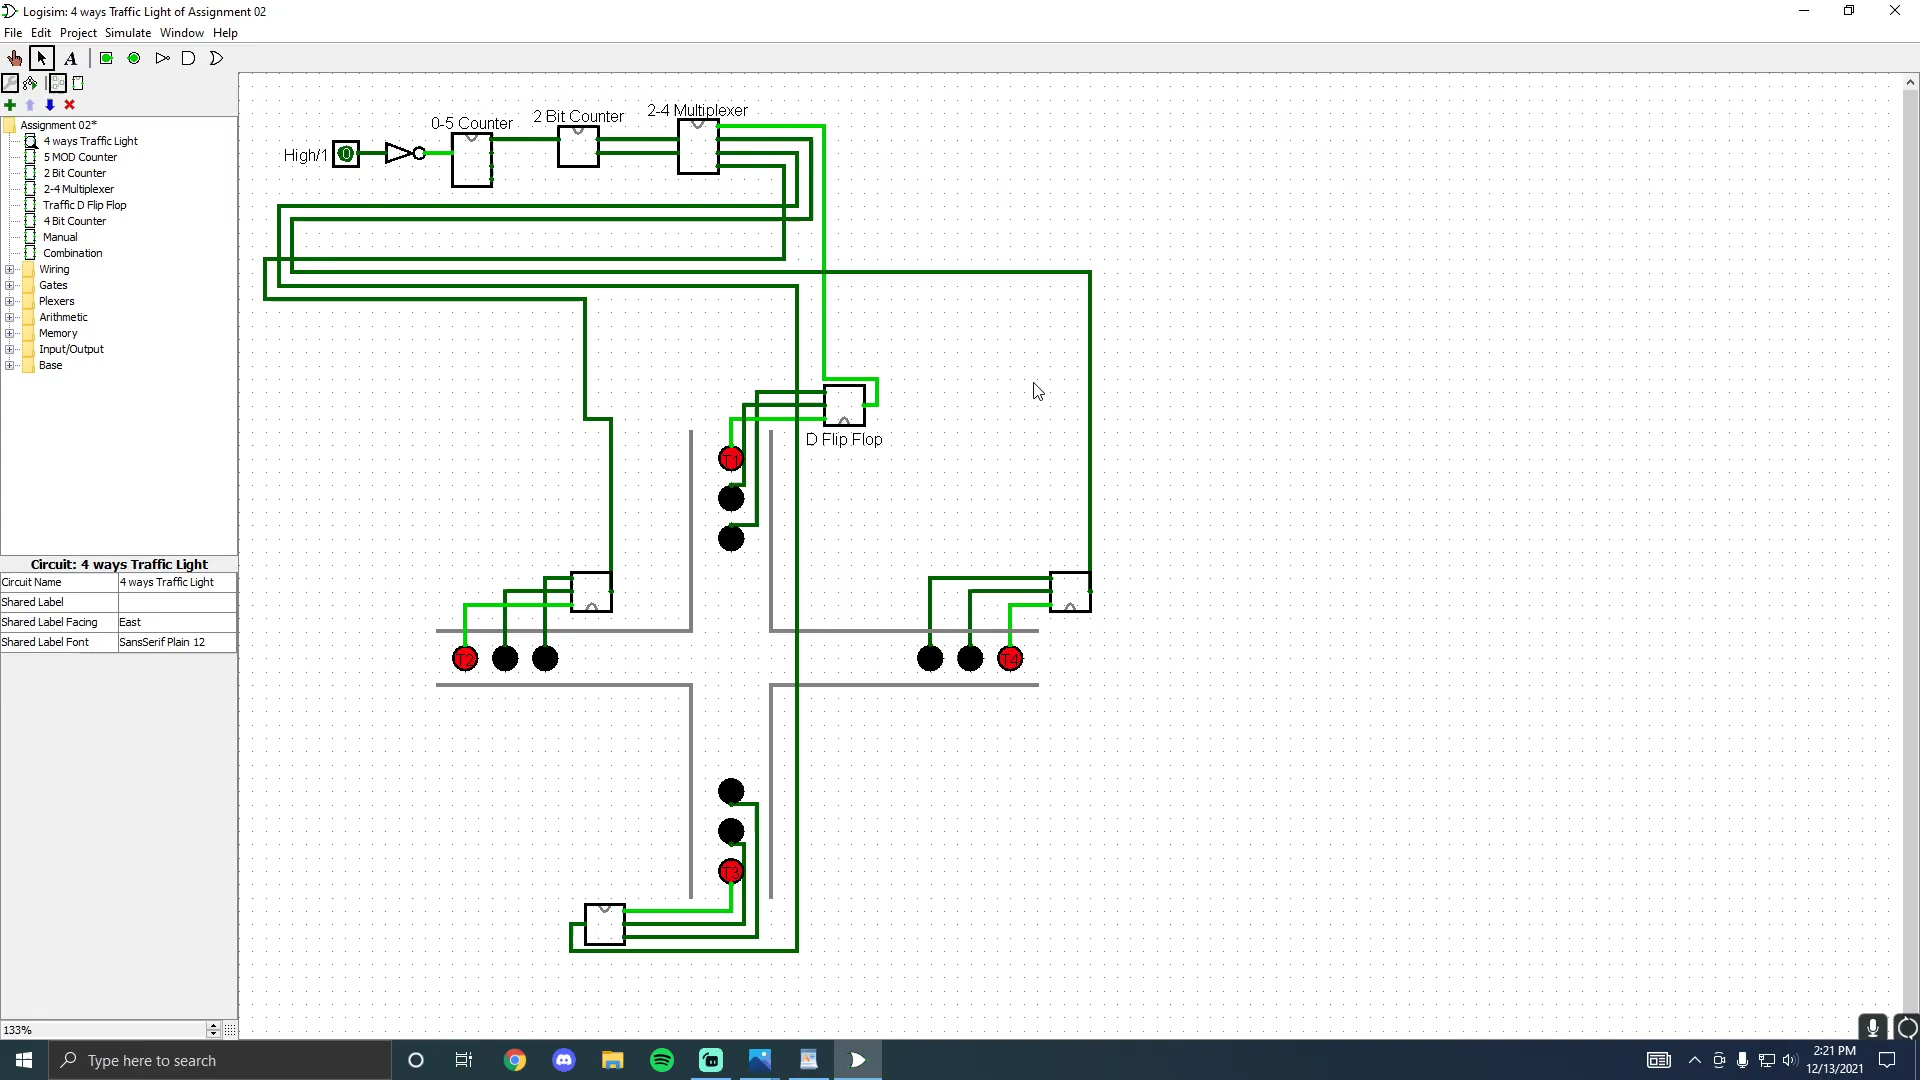 Logisim: 4 ways Traffic Light of Assignment 02
File Edit Project Simulate Window Help
A
Assignment 02*
4 ways Traffic Light
5 MOD Counter
2 Bit Counter
2-4 Multiplexer
Traffic D Flip Flop
4 Bit Counter
Manual
Combination
Wiring
Gates
Plexers
Arithmetic
Memory
Input/Output
Base
Circuit: 4 ways Traffic Light
Circuit Name 4 ways Traffic Light
Shared Label
Shared Label Facing East
Shared Label Font SansSerif Plain 12
133%
0-5 Counter
2 Bit Counter
2-4 Multiplexer
High/1
0
D Flip Flop
T1
T2
T4
T3
Type here to search
2:21 PM
12/13/2021